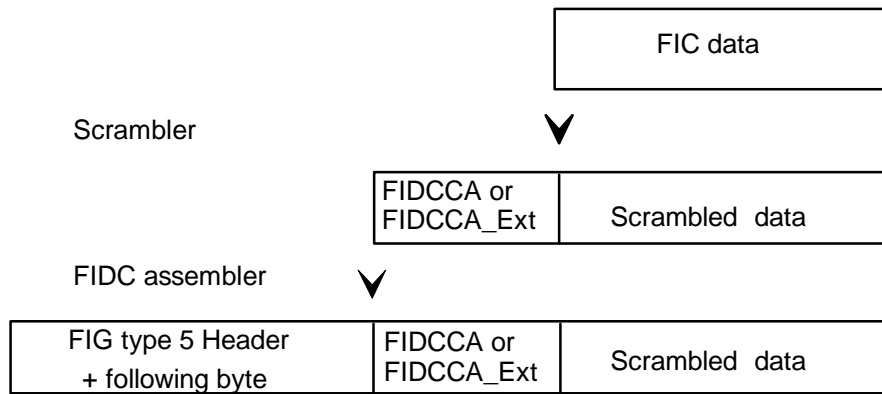 FIC data
Scrambler
FIDCCA or
FIDCCA_Ext
Scrambled data
FIDC assembler
FIG type 5 Header
+ following byte
FIDCCA or
FIDCCA_Ext
Scrambled data